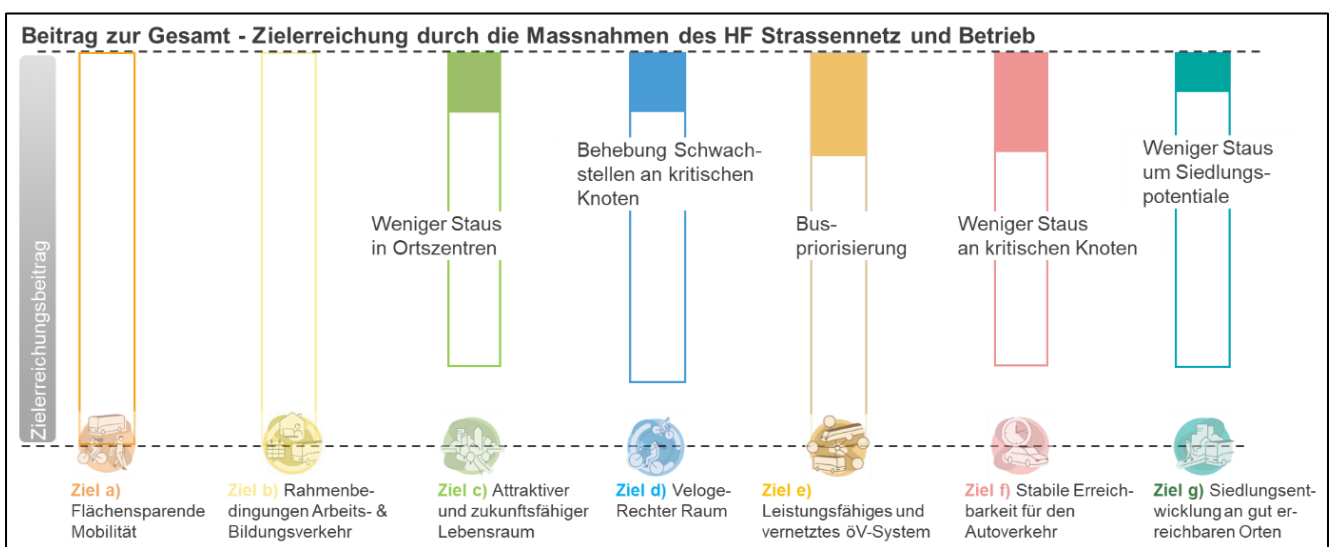 Beitrag zur Gesamt - Zielerreichung durch die Massnahmen des HF Strassennetz und Betrieb
Zielerreichungsbeitrag
Weniger Staus
in Ortszentren
Behebung Schwach-
stellen an kritischen
Knoten
Bus-
priorisierung
Weniger Staus
an kritischen Knoten
Weniger Staus
um Siedlungs-
potentiale
Ziel a)
Flächensparende
Mobilität
Ziel b) Rahmenbe-
dingungen Arbeits- &
Bildungsverkehr
Ziel c) Attraktiver
und zukunftsfähiger
Lebensraum
Ziel d) Veloge-
Rechter Raum
Ziel e)
Leistungsfähiges und
vernetztes öV-System
Ziel f) Stabile Erreich-
barkeit für den
Autoverkehr
Ziel g) Siedlungsent-
wicklung an gut er-
reichbaren Orten